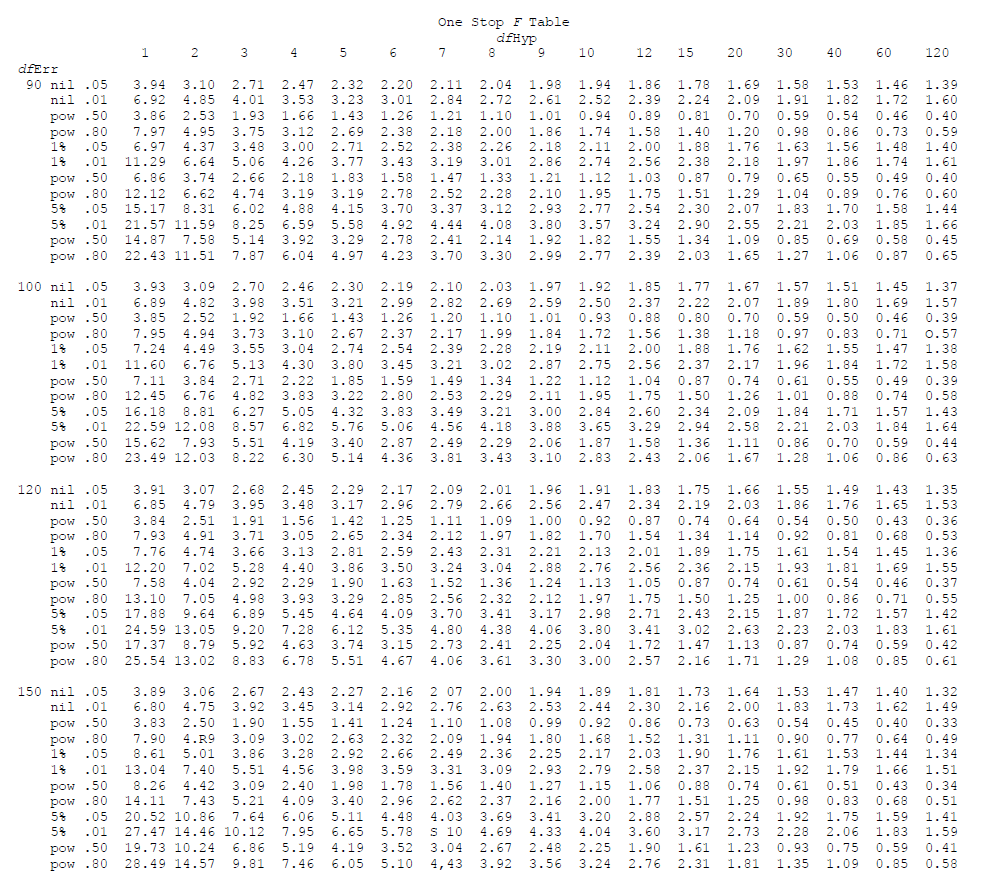 One Stop F Table
dfHyp
1 2 3 4 5 6 7 8 9 10 12 15 20 30 40 60 120
dfErr
90 nil .05 3.94 3.10 2.71 2.47 2.32 2.20 2.11 2.04 1.98 1.94 1.86 1.78 1.69 1.58 1.53 1.46 1.39
nil .01 6.92 4.85 4.01 3.53 3.23 3.01 2.84 2.72 2.61 2.52 2.39 2.24 2.09 1.91 1.82 1.72 1.60
pow .50 3.86 2.53 1.93 1.66 1.43 1.26 1.21 1.10 1.01 0.94 0.89 0.81 0.70 0.59 0.54 0.46 0.40
pow .80 7.97 4.95 3.75 3.12 2.69 2.38 2.18 2.00 1.86 1.74 1.58 1.40 1.20 0.98 0.86 0.73 0.59
1% .05 6.97 4.37 3.48 3.00 2.71 2.52 2.38 2.26 2.18 2.11 2.00 1.88 1.76 1.63 1.56 1.48 1.40
1% .01 11.29 6.64 5.06 4.26 3.77 3.43 3.19 3.01 2.86 2.74 2.56 2.38 2.18 1.97 1.86 1.74 1.61
pow .50 6.86 3.74 2.66 2.18 1.83 1.58 1.47 1.33 1.21 1.12 1.03 0.87 0.79 0.65 0.55 0.49 0.40
pow .80 12.12 6.62 4.74 3.19 3.19 2.78 2.52 2.28 2.10 1.95 1.75 1.51 1.29 1.04 0.89 0.76 0.60
5% .05 15.17 8.31 6.02 4.88 4.15 3.70 3.37 3.12 2.93 2.77 2.54 2.30 2.07 1.83 1.70 1.58 1.44
5% .01 21.57 11.59 8.25 6.59 5.58 4.92 4.44 4.08 3.80 3.57 3.24 2.90 2.55 2.21 2.03 1.85 1.66
pow .50 14.87 7.58 5.14 3.92 3.29 2.78 2.41 2.14 1.92 1.82 1.55 1.34 1.09 0.85 0.69 0.58 0.45
pow .80 22.43 11.51 7.87 6.04 4.97 4.23 3.70 3.30 2.99 2.77 2.39 2.03 1.65 1.27 1.06 0.87 0.65
100 nil .05 3.93 3.09 2.70 2.46 2.30 2.19 2.10 2.03 1.97 1.92 1.85 1.77 1.67 1.57 1.51 1.45 1.37
nil .01 6.89 4.82 3.98 3.51 3.21 2.99 2.82 2.69 2.59 2.50 2.37 2.22 2.07 1.89 1.80 1.69 1.57
pow .50 3.85 2.52 1.92 1.66 1.43 1.26 1.20 1.10 1.01 0.93 0.88 0.80 0.70 0.59 0.50 0.46 0.39
pow .80 7.95 4.94 3.73 3.10 2.67 2.37 2.17 1.99 1.84 1.72 1.56 1.38 1.18 0.97 0.83 0.71 O.57
1% .05 7.24 4.49 3.55 3.04 2.74 2.54 2.39 2.28 2.19 2.11 2.00 1.88 1.76 1.62 1.55 1.47 1.38
1% .01 11.60 6.76 5.13 4.30 3.80 3.45 3.21 3.02 2.87 2.75 2.56 2.37 2.17 1.96 1.84 1.72 1.58
pow .50 7.11 3.84 2.71 2.22 1.85 1.59 1.49 1.34 1.22 1.12 1.04 0.87 0.74 0.61 0.55 0.49 0.39
pow .80 12.45 6.76 4.82 3.83 3.22 2.80 2.53 2.29 2.11 1.95 1.75 1.50 1.26 1.01 0.88 0.74 0.58
5% .05 16.18 8.81 6.27 5.05 4.32 3.83 3.49 3.21 3.00 2.84 2.60 2.34 2.09 1.84 1.71 1.57 1.43
5% .01 22.59 12.08 8.57 6.82 5.76 5.06 4.56 4.18 3.88 3.65 3.29 2.94 2.58 2.21 2.03 1.84 1.64
pow .50 15.62 7.93 5.51 4.19 3.40 2.87 2.49 2.29 2.06 1.87 1.58 1.36 1.11 0.86 0.70 0.59 0.44
pow .80 23.49 12.03 8.22 6.30 5.14 4.36 3.81 3.43 3.10 2.83 2.43 2.06 1.67 1.28 1.06 0.86 0.63
120 nil .05 3.91 3.07 2.68 2.45 2.29 2.17 2.09 2.01 1.96 1.91 1.83 1.75 1.66 1.55 1.49 1.43 1.35
nil .01 6.85 4.79 3.95 3.48 3.17 2.96 2.79 2.66 2.56 2.47 2.34 2.19 2.03 1.86 1.76 1.65 1.53
pow .50 3.84 2.51 1.91 1.56 1.42 1.25 1.11 1.09 1.00 0.92 0.87 0.74 0.64 0.54 0.50 0.43 0.36
pow .80 7.93 4.91 3.71 3.05 2.65 2.34 2.12 1.97 1.82 1.70 1.54 1.34 1.14 0.92 0.81 0.68 0.53
1% .05 7.76 4.74 3.66 3.13 2.81 2.59 2.43 2.31 2.21 2.13 2.01 1.89 1.75 1.61 1.54 1.45 1.36
1% .01 12.20 7.02 5.28 4.40 3.86 3.50 3.24 3.04 2.88 2.76 2.56 2.36 2.15 1.93 1.81 1.69 1.55
pow .50 7.58 4.04 2.92 2.29 1.90 1.63 1.52 1.36 1.24 1.13 1.05 0.87 0.74 0.61 0.54 0.46 0.37
pow .80 13.10 7.05 4.98 3.93 3.29 2.85 2.56 2.32 2.12 1.97 1.75 1.50 1.25 1.00 0.86 0.71 0.55
5% .05 17.88 9.64 6.89 5.45 4.64 4.09 3.70 3.41 3.17 2.98 2.71 2.43 2.15 1.87 1.72 1.57 1.42
5% .01 24.59 13.05 9.20 7.28 6.12 5.35 4.80 4.38 4.06 3.80 3.41 3.02 2.63 2.23 2.03 1.83 1.61
pow .50 17.37 8.79 5.92 4.63 3.74 3.15 2.73 2.41 2.25 2.04 1.72 1.47 1.13 0.87 0.74 0.59 0.42
pow .80 25.54 13.02 8.83 6.78 5.51 4.67 4.06 3.61 3.30 3.00 2.57 2.16 1.71 1.29 1.08 0.85 0.61
150 nil .05 3.89 3.06 2.67 2.43 2.27 2.16 2 07 2.00 1.94 1.89 1.81 1.73 1.64 1.53 1.47 1.40 1.32
nil .01 6.80 4.75 3.92 3.45 3.14 2.92 2.76 2.63 2.53 2.44 2.30 2.16 2.00 1.83 1.73 1.62 1.49
pow .50 3.83 2.50 1.90 1.55 1.41 1.24 1.10 1.08 0.99 0.92 0.86 0.73 0.63 0.54 0.45 0.40 0.33
pow .80 7.90 4.R9 3.09 3.02 2.63 2.32 2.09 1.94 1.80 1.68 1.52 1.31 1.11 0.90 0.77 0.64 0.49
1% .05 8.61 5.01 3.86 3.28 2.92 2.66 2.49 2.36 2.25 2.17 2.03 1.90 1.76 1.61 1.53 1.44 1.34
1% .01 13.04 7.40 5.51 4.56 3.98 3.59 3.31 3.09 2.93 2.79 2.58 2.37 2.15 1.92 1.79 1.66 1.51
pow .50 8.26 4.42 3.09 2.40 1.98 1.78 1.56 1.40 1.27 1.15 1.06 0.88 0.74 0.61 0.51 0.43 0.34
pow .80 14.11 7.43 5.21 4.09 3.40 2.96 2.62 2.37 2.16 2.00 1.77 1.51 1.25 0.98 0.83 0.68 0.51
5% .05 20.52 10.86 7.64 6.06 5.11 4.48 4.03 3.69 3.41 3.20 2.88 2.57 2.24 1.92 1.75 1.59 1.41
5% .01 27.47 14.46 10.12 7.95 6.65 5.78 S 10 4.69 4.33 4.04 3.60 3.17 2.73 2.28 2.06 1.83 1.59
pow .50 19.73 10.24 6.86 5.19 4.19 3.52 3.04 2.67 2.48 2.25 1.90 1.61 1.23 0.93 0.75 0.59 0.41
pow .80 28.49 14.57 9.81 7.46 6.05 5.10 4,43 3.92 3.56 3.24 2.76 2.31 1.81 1.35 1.09 0.85 0.58